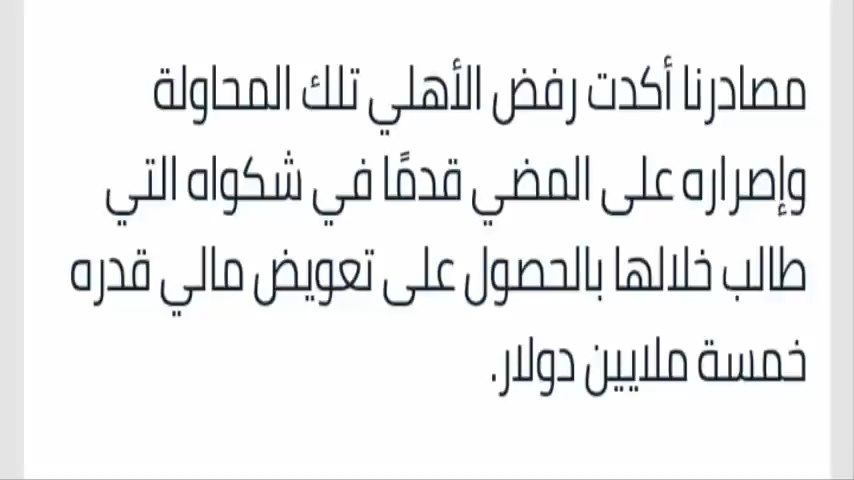 مصادرنا أكدت رفض الأهلي تلك المحاولة
وإصراره على المضي قدمًا في شكواه التي
طالب خلالها بالحصول على تعويض مالي قدره
خمسة ملايين دولار.